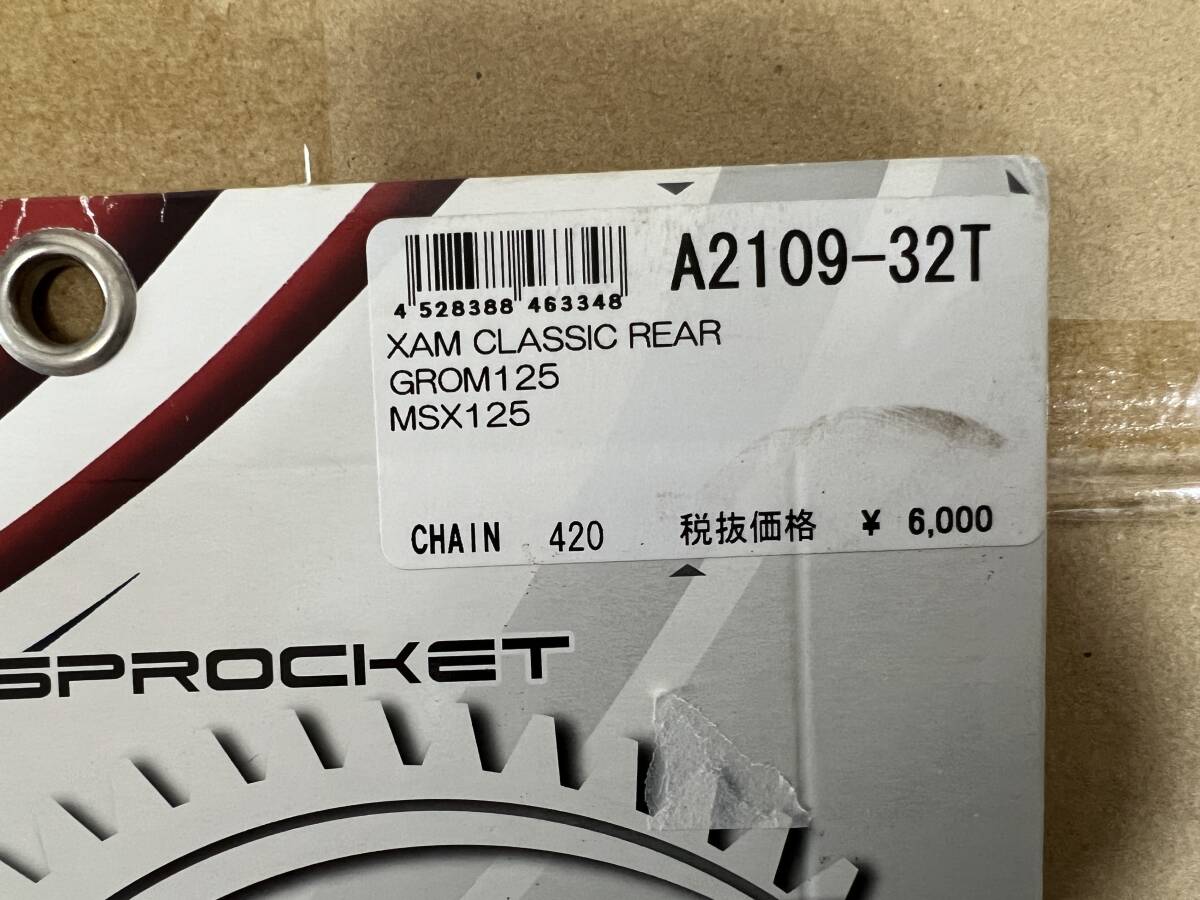 A2109-32T
4 528388 463348
XAM CLASSIC REAR
GROM125
MSX125
CHAIN 420 税抜価格 ¥ 6,000
SPROCKET